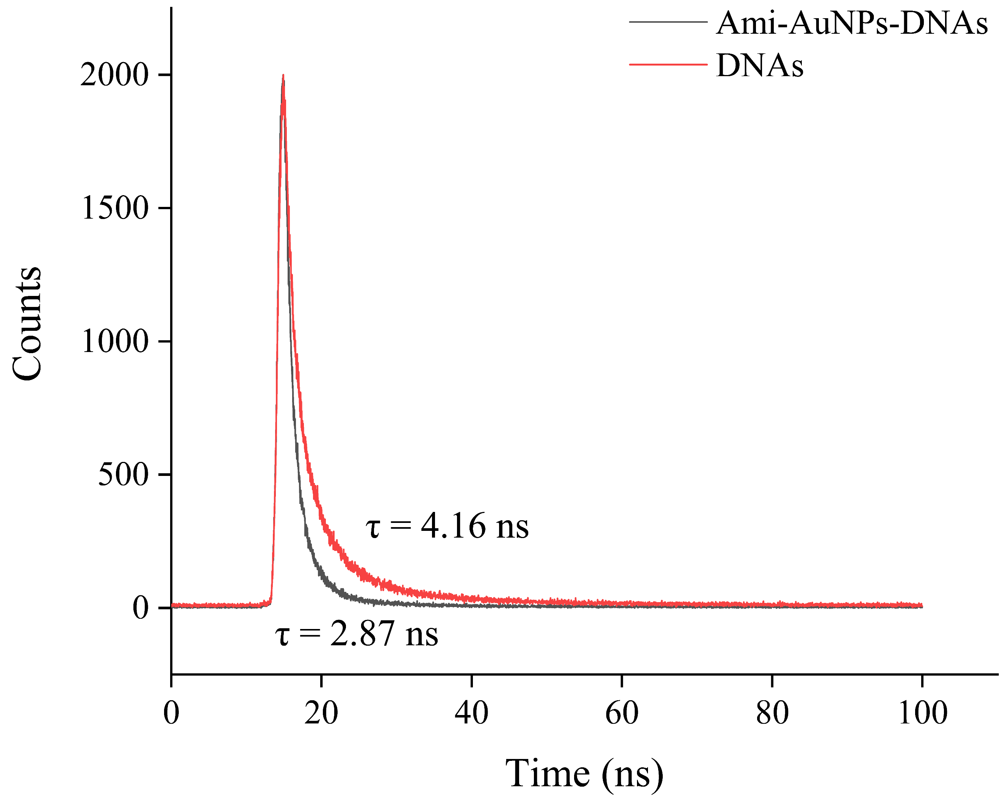 Ami-AuNPs-DNAs
DNAs
2000
1500
1000
500
0
Counts
τ = 4.16 ns
τ = 2.87 ns
0 20 40 60 80 100
Time (ns)